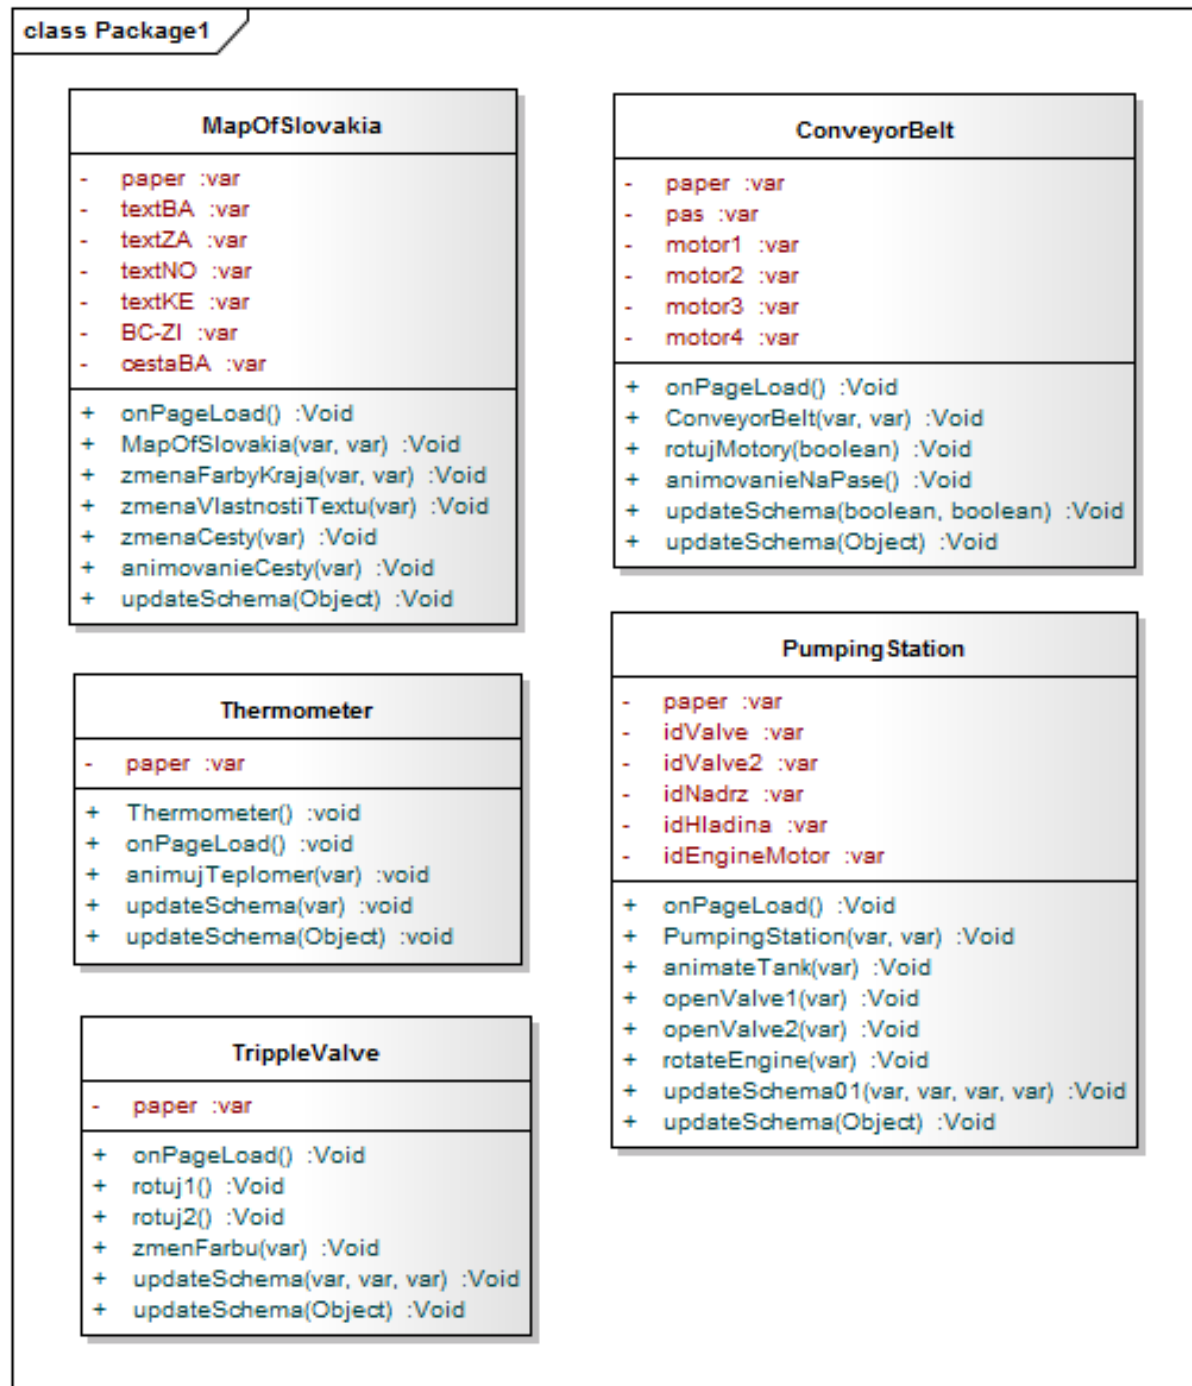 class Package1
MapOfSlovakia
- paper :var
- textBA :var
- textZA :var
- textNO :var
- textKE :var
- BC-ZI :var
- cestaBA :var
+ onPageLoad() :Void
+ MapOfSlovakia(var, var) :Void
+ zmenaFarbyKraja(var, var) :Void
+ zmenaVlastnostiTextu(var) :Void
+ zmenaCesty(var) :Void
+ animovanieCesty(var) :Void
+ updateSchema(Object) :Void
Thermometer
- paper :var
+ Thermometer() :void
+ onPageLoad() :void
+ animujTeplomer(var) :void
+ updateSchema(var) :void
+ updateSchema(Object) :void
TrippleValve
- paper :var
+ onPageLoad() :Void
+ rotuj1() :Void
+ rotuj2() :Void
+ zmenFarbu(var) :Void
+ updateSchema(var, var, var) :Void
+ updateSchema(Object) :Void
ConveyorBelt
- paper :var
- pas :var
- motor1 :var
- motor2 :var
- motor3 :var
- motor4 :var
+ onPageLoad() :Void
+ ConveyorBelt(var, var) :Void
+ rotujMotory(boolean) :Void
+ animovanieNaPase() :Void
+ updateSchema(boolean, boolean) :Void
+ updateSchema(Object) :Void
PumpingStation
- paper :var
- idValve :var
- idValve2 :var
- idNadrz :var
- idHladina :var
- idEngineMotor :var
+ onPageLoad() :Void
+ PumpingStation(var, var) :Void
+ animateTank(var) :Void
+ openValve1(var) :Void
+ openValve2(var) :Void
+ rotateEngine(var) :Void
+ updateSchema01(var, var, var, var) :Void
+ updateSchema(Object) :Void